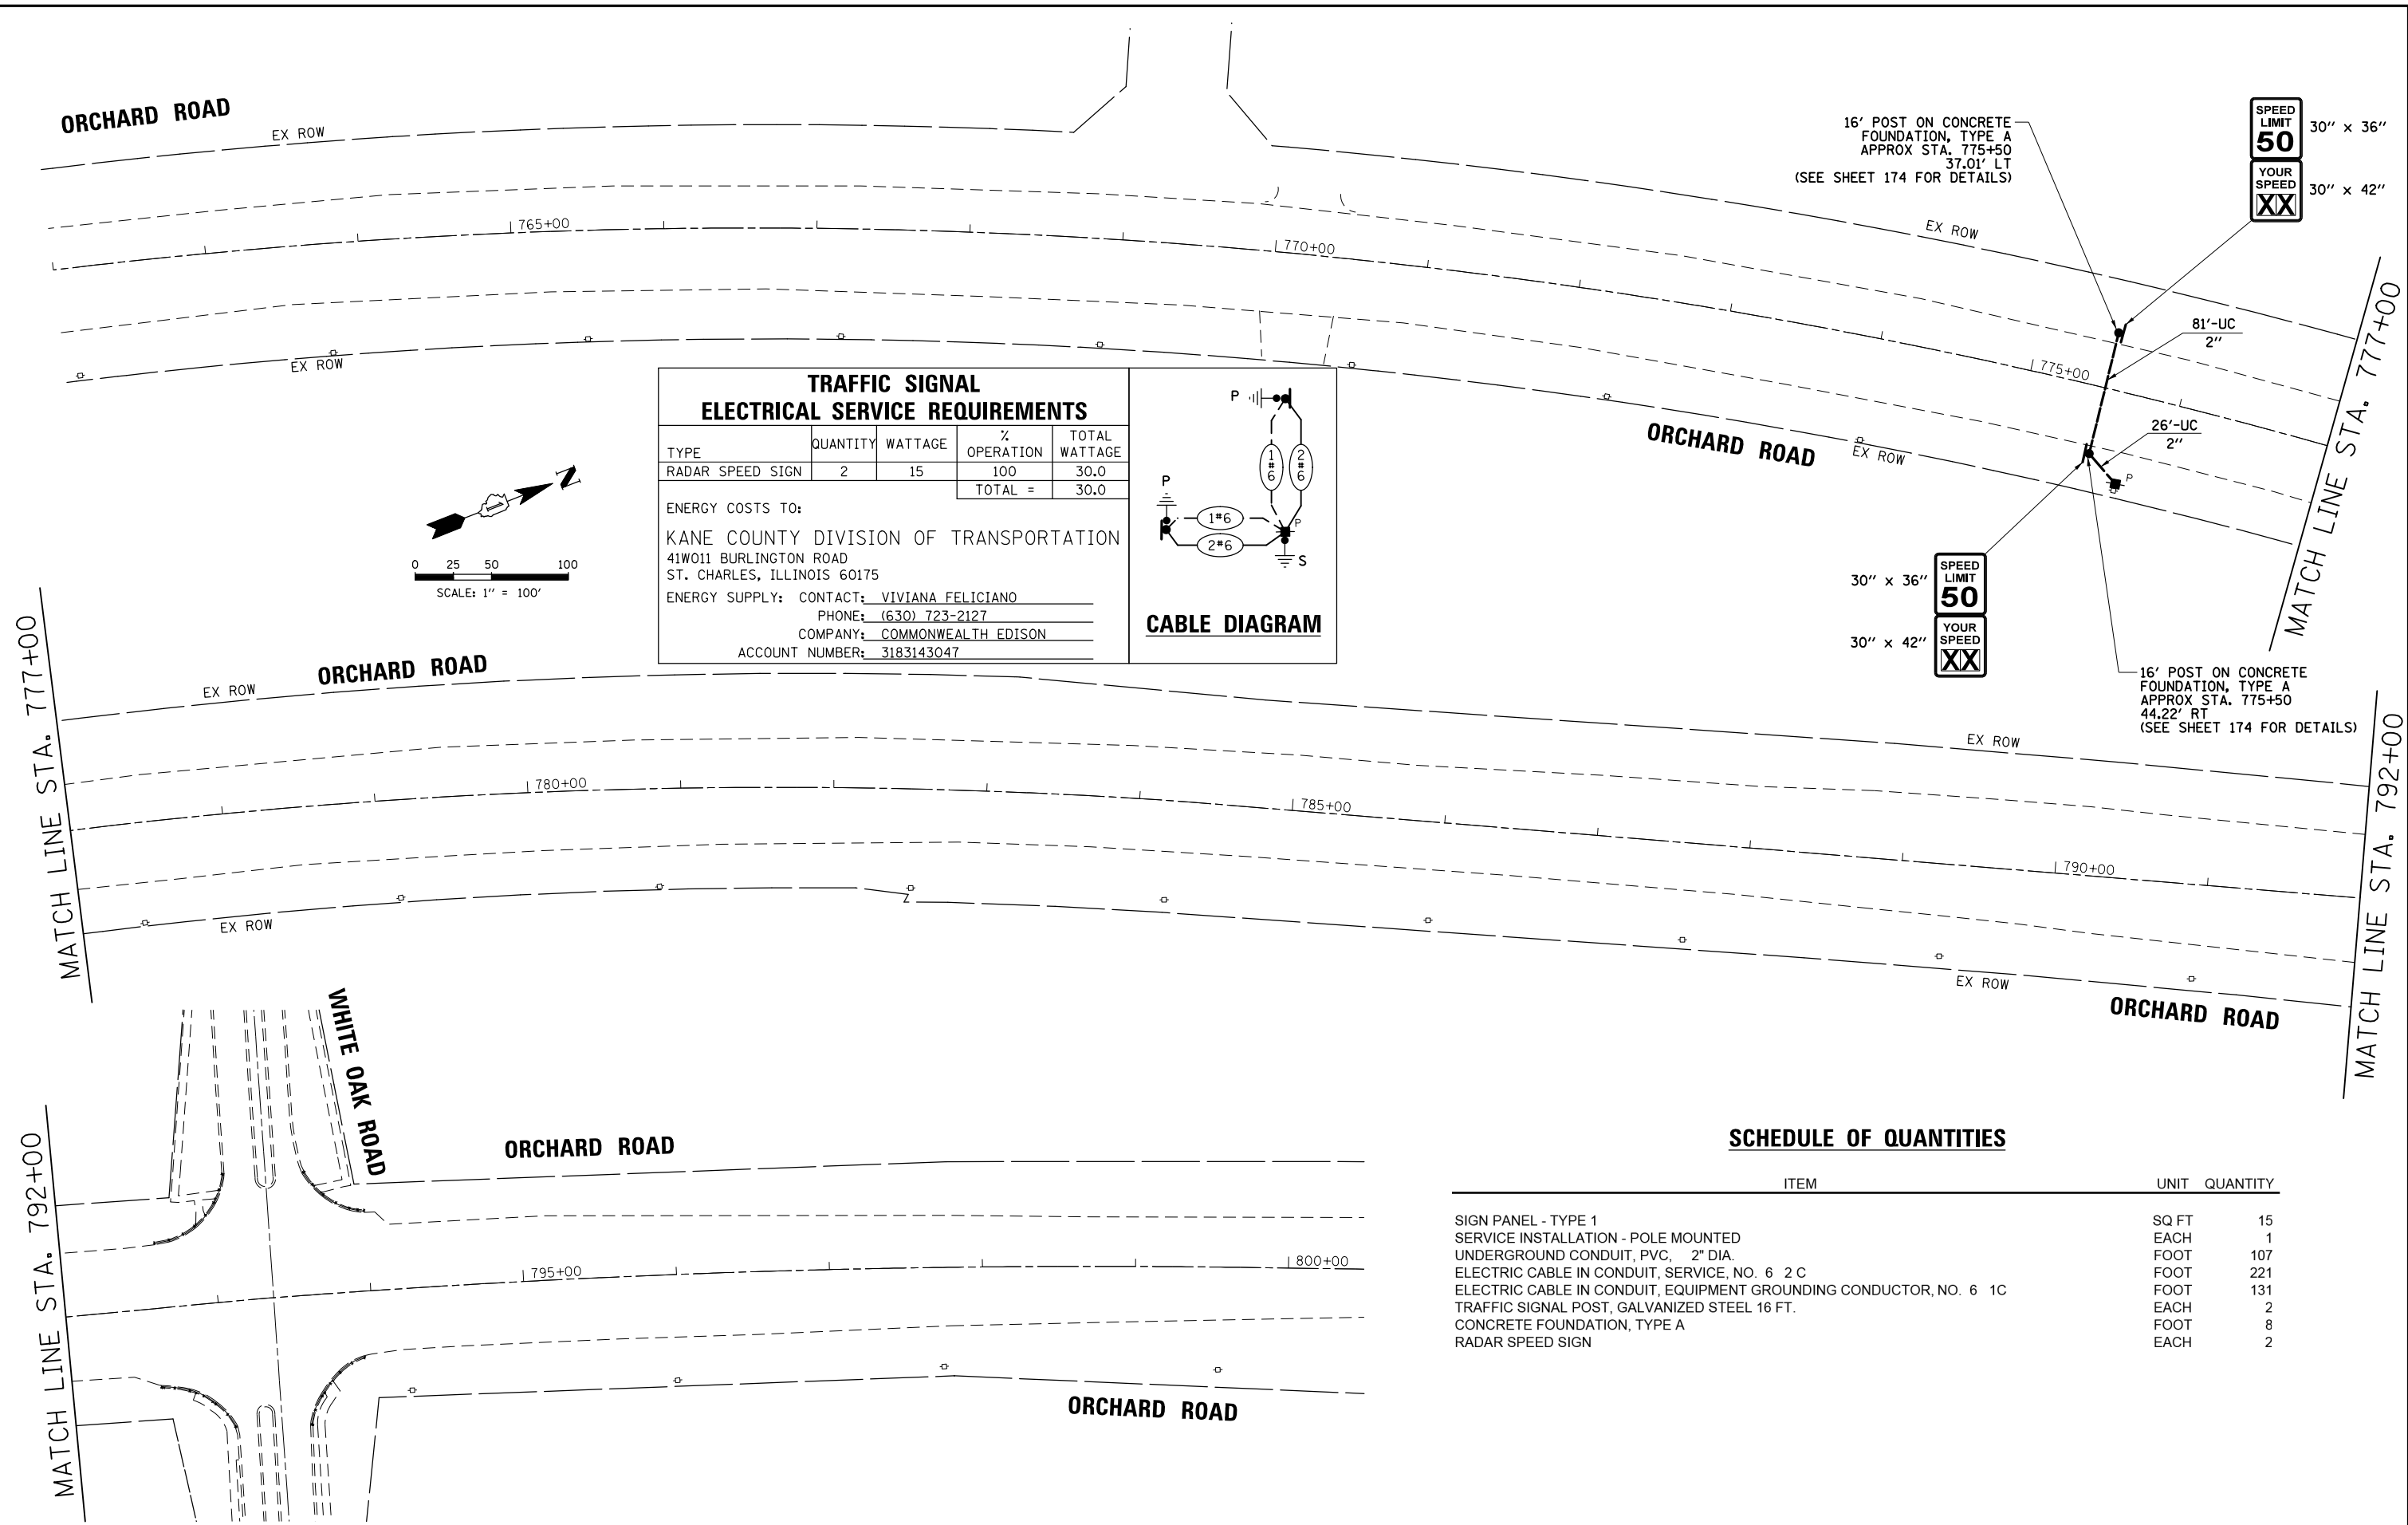 ORCHARD ROAD
EX ROW
765+00
770+00
EX ROW
16' POST ON CONCRETE
FOUNDATION, TYPE A
APPROX STA. 775+50
37.01' LT
(SEE SHEET 174 FOR DETAILS)
SPEED
LIMIT
50
30" x 36"
YOUR
SPEED
XX
30" x 42"
EX ROW
81'-UC
2"
775+00
26'-UC
2"
P
ORCHARD ROAD
EX ROW
MATCH LINE STA. 777+00
30" x 36"
SPEED
LIMIT
50
30" x 42"
YOUR
SPEED
XX
16' POST ON CONCRETE
FOUNDATION, TYPE A
APPROX STA. 775+50
44.22' RT
(SEE SHEET 174 FOR DETAILS)
N
0 25 50 100
SCALE: 1" = 100'
TRAFFIC SIGNAL
ELECTRICAL SERVICE REQUIREMENTS
TYPE QUANTITY WATTAGE % OPERATION TOTAL WATTAGE
RADAR SPEED SIGN 2 15 100 30.0
TOTAL = 30.0
ENERGY COSTS TO:
KANE COUNTY DIVISION OF TRANSPORTATION
41W011 BURLINGTON ROAD
ST. CHARLES, ILLINOIS 60175
ENERGY SUPPLY: CONTACT: VIVIANA FELICIANO
PHONE: (630) 723-2127
COMPANY: COMMONWEALTH EDISON
ACCOUNT NUMBER: 3183143047
P
1#6
2#6
P
1#6
2#6
P
S
CABLE DIAGRAM
MATCH LINE STA. 777+00
EX ROW
ORCHARD ROAD
780+00
785+00
790+00
EX ROW
EX ROW
EX ROW
ORCHARD ROAD
MATCH LINE STA. 792+00
MATCH LINE STA. 792+00
WHITE OAK ROAD
ORCHARD ROAD
795+00
800+00
ORCHARD ROAD
SCHEDULE OF QUANTITIES
ITEM UNIT QUANTITY
SIGN PANEL - TYPE 1 SQ FT 15
SERVICE INSTALLATION - POLE MOUNTED EACH 1
UNDERGROUND CONDUIT, PVC, 2" DIA. FOOT 107
ELECTRIC CABLE IN CONDUIT, SERVICE, NO. 6 2 C FOOT 221
ELECTRIC CABLE IN CONDUIT, EQUIPMENT GROUNDING CONDUCTOR, NO. 6 1C FOOT 131
TRAFFIC SIGNAL POST, GALVANIZED STEEL 16 FT. EACH 2
CONCRETE FOUNDATION, TYPE A FOOT 8
RADAR SPEED SIGN EACH 2